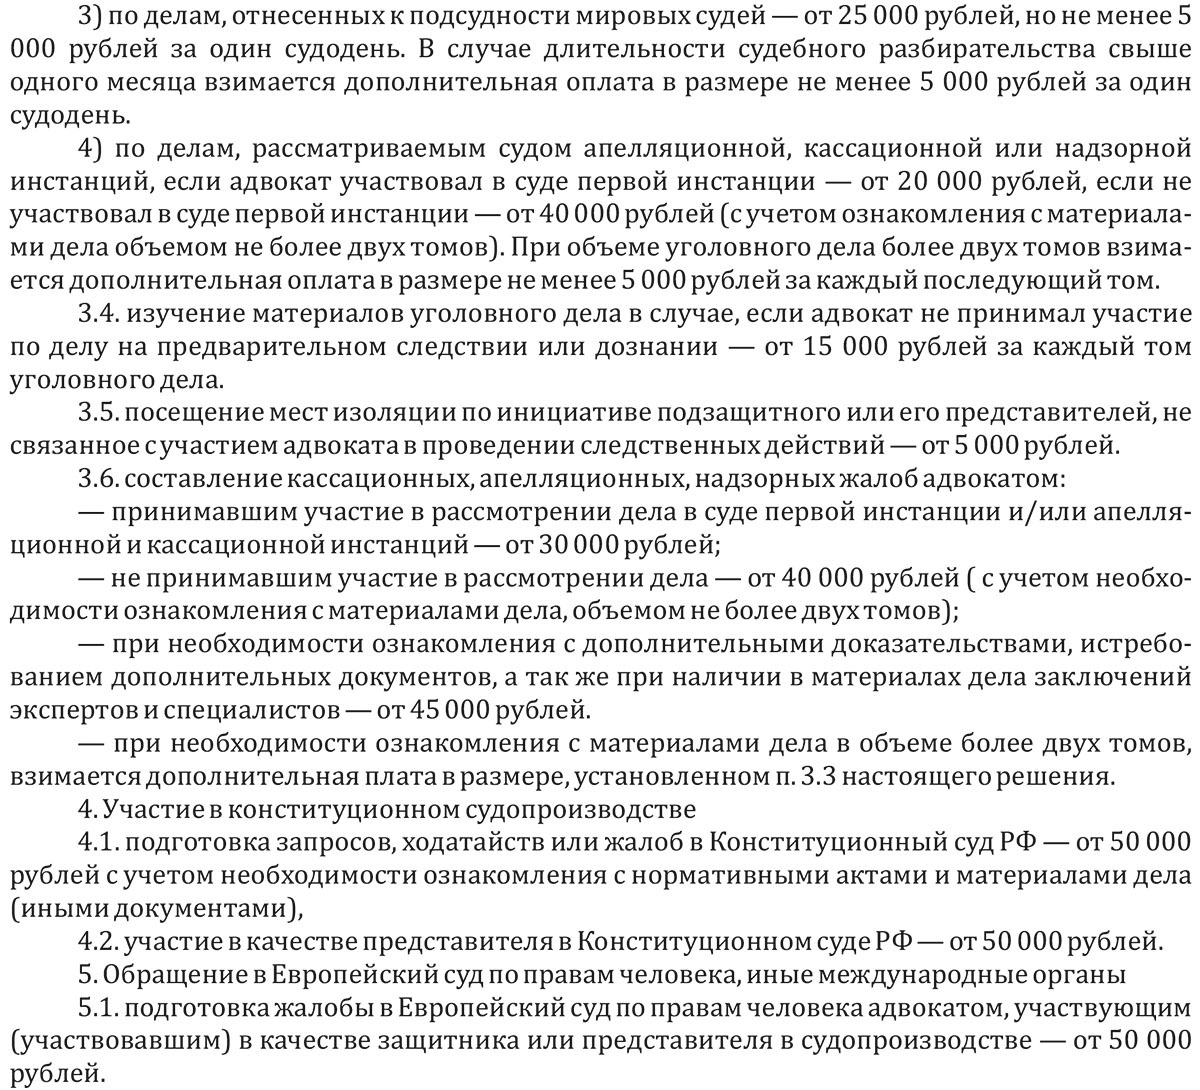 3) по делам, отнесенных к подсудности мировых судей — от 25 000 рублей, но не менее 5
000 рублей за один судодень. В случае длительности судебного разбирательства свыше
одного месяца взимается дополнительная оплата в размере не менее 5 000 рублей за один
судодень.
4) по делам, рассматриваемым судом апелляционной, кассационной или надзорной
инстанций, если адвокат участвовал в суде первой инстанции — от 20 000 рублей, если не
участвовал в суде первой инстанции — от 40 000 рублей (с учетом ознакомления с материала-
ми дела объемом не более двух томов). При объеме уголовного дела более двух томов взима-
ется дополнительная оплата в размере не менее 5 000 рублей за каждый последующий том.
3.4. изучение материалов уголовного дела в случае, если адвокат не принимал участие
по делу на предварительном следствии или дознании — от 15 000 рублей за каждый том
уголовного дела.
3.5. посещение мест изоляции по инициативе подзащитного или его представителей, не
связанное с участием адвоката в проведении следственных действий — от 5 000 рублей.
3.6. составление кассационных, апелляционных, надзорных жалоб адвокатом:
— принимавшим участие в рассмотрении дела в суде первой инстанции и/или апелля-
ционной и кассационной инстанций — от 30 000 рублей;
— не принимавшим участие в рассмотрении дела — от 40 000 рублей ( с учетом необхо-
димости ознакомления с материалами дела, объемом не более двух томов);
— при необходимости ознакомления с дополнительными доказательствами, истребо-
ванием дополнительных документов, а так же при наличии в материалах дела заключений
экспертов и специалистов — от 45 000 рублей.
— при необходимости ознакомления с материалами дела в объеме более двух томов,
взимается дополнительная плата в размере, установленном п. 3.3 настоящего решения.
4. Участие в конституционном судопроизводстве
4.1. подготовка запросов, ходатайств или жалоб в Конституционный суд РФ — от 50 000
рублей с учетом необходимости ознакомления с нормативными актами и материалами дела
(иными документами),
4.2. участие в качестве представителя в Конституционном суде РФ — от 50 000 рублей.
5. Обращение в Европейский суд по правам человека, иные международные органы
5.1. подготовка жалобы в Европейский суд по правам человека адвокатом, участвующим
(участвовавшим) в качестве защитника или представителя в судопроизводстве — от 50 000
рублей.